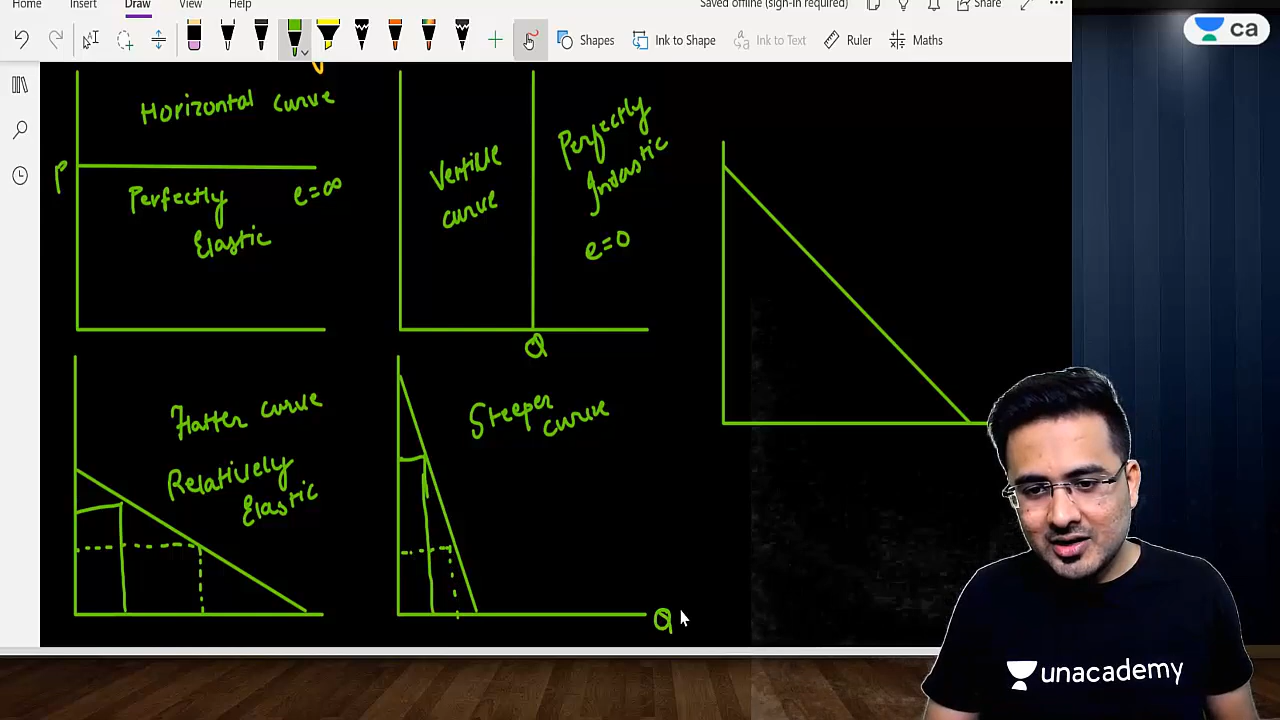 Home Insert Draw View Help
Saved offline (sign-in required) Share
Shapes Ink to Shape Ink to Text Ruler Maths
ca
Horizontal curve
P
Perfectly
Elastic
e=∞
Vertible
curve
Perfectly
Inelastic
e=0
Q
Flatter curve
Relatively
Elastic
Steeper
curve
Q
unacademy